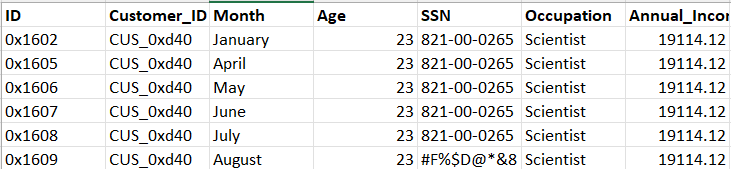 ID Customer_ID Month Age SSN Occupation Annual_Incon
0x1602 CUS_0xd40 January 23 821-00-0265 Scientist 19114.12
0x1605 CUS_0xd40 April 23 821-00-0265 Scientist 19114.12
0x1606 CUS_0xd40 May 23 821-00-0265 Scientist 19114.12
0x1607 CUS_0xd40 June 23 821-00-0265 Scientist 19114.12
0x1608 CUS_0xd40 July 23 821-00-0265 Scientist 19114.12
0x1609 CUS_0xd40 August 23 #F%$D@*&8 Scientist 19114.12